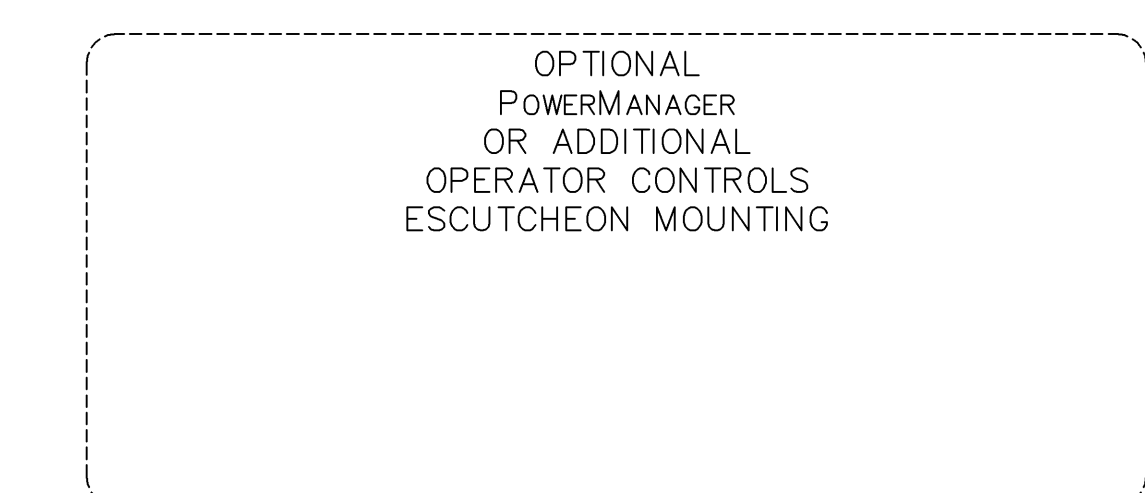 OPTIONAL
POWERMANAGER
OR ADDITIONAL
OPERATOR CONTROLS
ESCUTCHEON MOUNTING